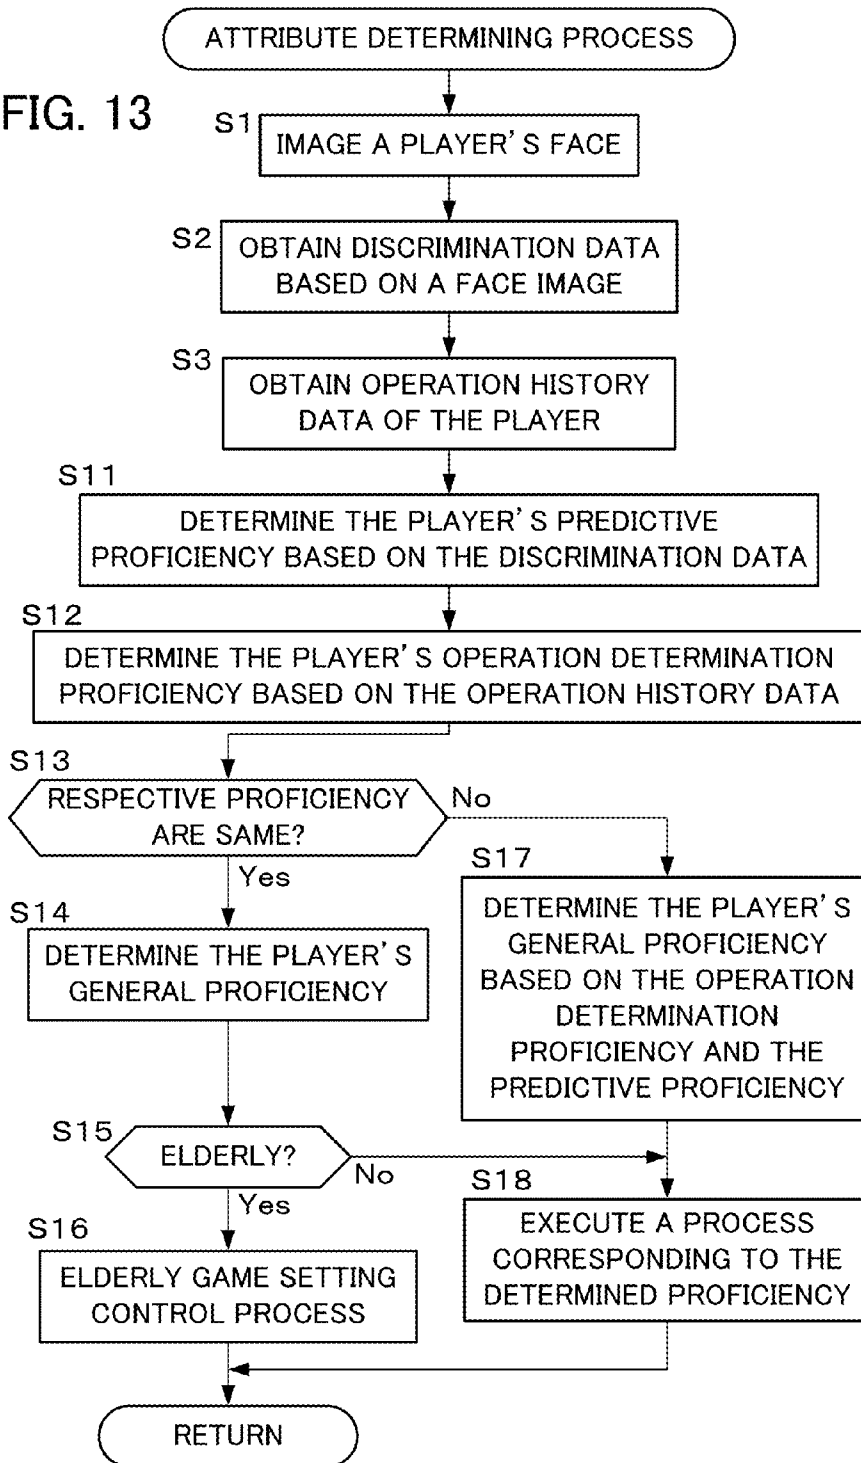 ATTRIBUTE DETERMINING PROCESS
FIG. 13
S1
IMAGE A PLAYER'S FACE
S2
OBTAIN DISCRIMINATION DATA
BASED ON A FACE IMAGE
S3
OBTAIN OPERATION HISTORY
DATA OF THE PLAYER
S11
DETERMINE THE PLAYER'S PREDICTIVE
PROFICIENCY BASED ON THE DISCRIMINATION DATA
S12
DETERMINE THE PLAYER'S OPERATION DETERMINATION
PROFICIENCY BASED ON THE OPERATION HISTORY DATA
S13
RESPECTIVE PROFICIENCY
ARE SAME?
No
Yes
S14
DETERMINE THE PLAYER'S
GENERAL PROFICIENCY
S17
DETERMINE THE PLAYER'S
GENERAL PROFICIENCY
BASED ON THE OPERATION
DETERMINATION
PROFICIENCY AND THE
PREDICTIVE PROFICIENCY
S15
ELDERLY?
No
Yes
S16
ELDERLY GAME SETTING
CONTROL PROCESS
S18
EXECUTE A PROCESS
CORRESPONDING TO THE
DETERMINED PROFICIENCY
RETURN